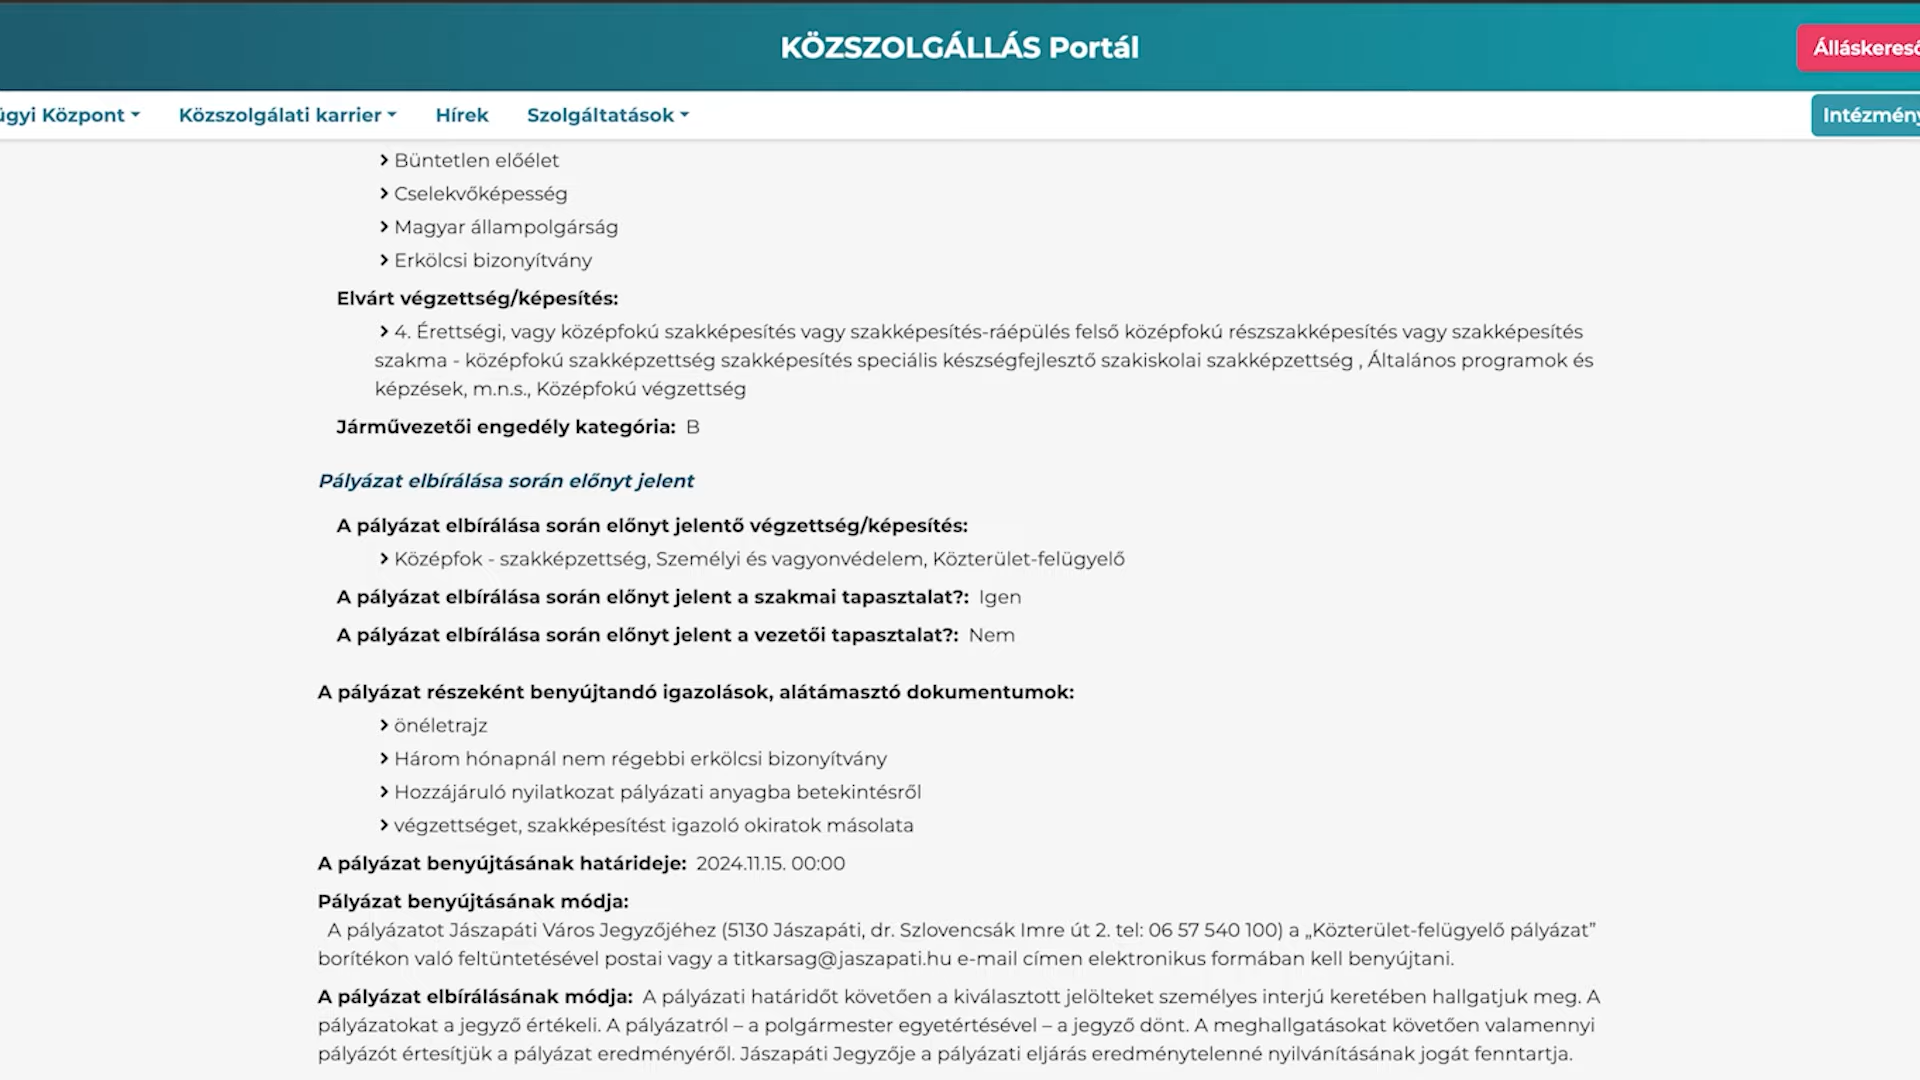 KÖZSZOLGÁLLÁS Portál
Álláskereső
ügyi Központ
Közszolgálati karrier
Hírek
Szolgáltatások
Intézmény
Büntetlen előélet
Cselekvőképesség
Magyar állampolgárság
Erkölcsi bizonyítvány
Elvárt végzettség/képesítés:
4. Érettségi, vagy középfokú szakképesítés vagy szakképesítés-ráépülés felső középfokú részszakképesítés vagy szakképesítés
szakma - középfokú szakképzettség szakképesítés speciális készségfejlesztő szakiskolai szakképzettség , Általános programok és
képzések, m.n.s., Középfokú végzettség
Járművezetői engedély kategória: B
Pályázat elbírálása során előnyt jelent
A pályázat elbírálása során előnyt jelentő végzettség/képesítés:
Középfok - szakképzettség, Személyi és vagyonvédelem, Közterület-felügyelő
A pályázat elbírálása során előnyt jelent a szakmai tapasztalat?: Igen
A pályázat elbírálása során előnyt jelent a vezetői tapasztalat?: Nem
A pályázat részeként benyújtandó igazolások, alátámasztó dokumentumok:
önéletrajz
Három hónapnál nem régebbi erkölcsi bizonyítvány
Hozzájáruló nyilatkozat pályázati anyagba betekintésről
végzettséget, szakképesítést igazoló okiratok másolata
A pályázat benyújtásának határideje: 2024.11.15. 00:00
Pályázat benyújtásának módja:
A pályázatot Jászapáti Város Jegyzőjéhez (5130 Jászapáti, dr. Szlovencsák Imre út 2. tel: 06 57 540 100) a „Közterület-felügyelő pályázat”
borítékon való feltüntetésével postai vagy a titkarsag@jaszapati.hu e-mail címen elektronikus formában kell benyújtani.
A pályázat elbírálásának módja: A pályázati határidőt követően a kiválasztott jelölteket személyes interjú keretében hallgatjuk meg. A
pályázatokat a jegyző értékeli. A pályázatról – a polgármester egyetértésével – a jegyző dönt. A meghallgatásokat követően valamennyi
pályázót értesítjük a pályázat eredményéről. Jászapáti Jegyzője a pályázati eljárás eredménytelenné nyilvánításának jogát fenntartja.